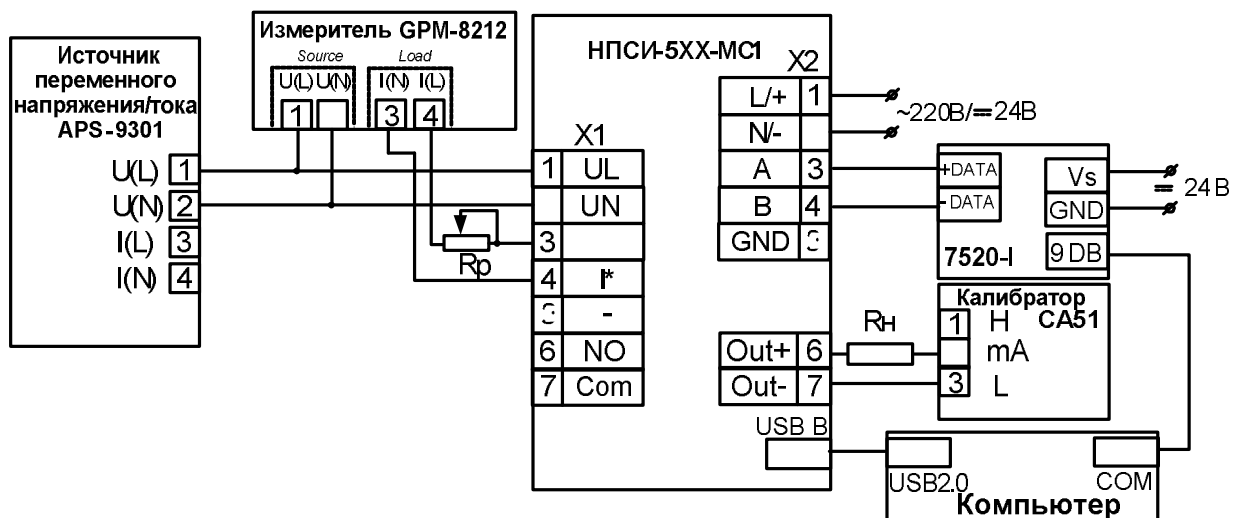 Источник
переменного
напряжения/тока
APS-9301
U(L) 1
U(N) 2
I(L) 3
I(N) 4
Измеритель GPM-8212
Source Load
U(L) U(N) I(N) I(L)
1 3 4
Rp
НПСИ-5ХХ-МС1
X1
1 UL
UN
3
4 I*
-
6 NO
7 Com
X2
L/+ 1
N/-
A 3
B 4
GND
Out+ 6
Out- 7
USB B
~220В/⎓24В
+DATA
-DATA
Vs
GND
7520-I
9 DB
= 24В
Rн
Калибратор
CA51
1 H
mA
3 L
USB2.0
COM
Компьютер